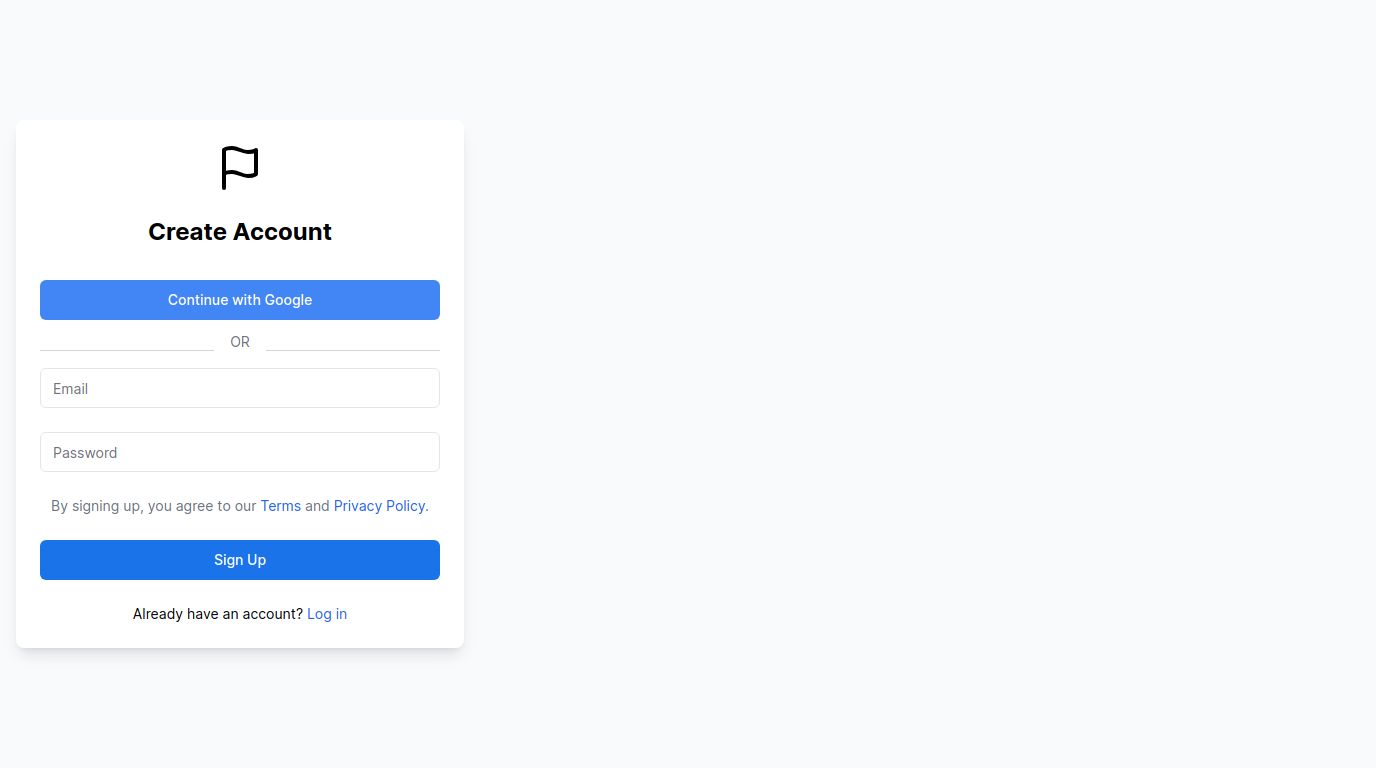 Create Account
Continue with Google
OR
Email
Password
By signing up, you agree to our Terms and Privacy Policy.
Sign Up
Already have an account? Log in